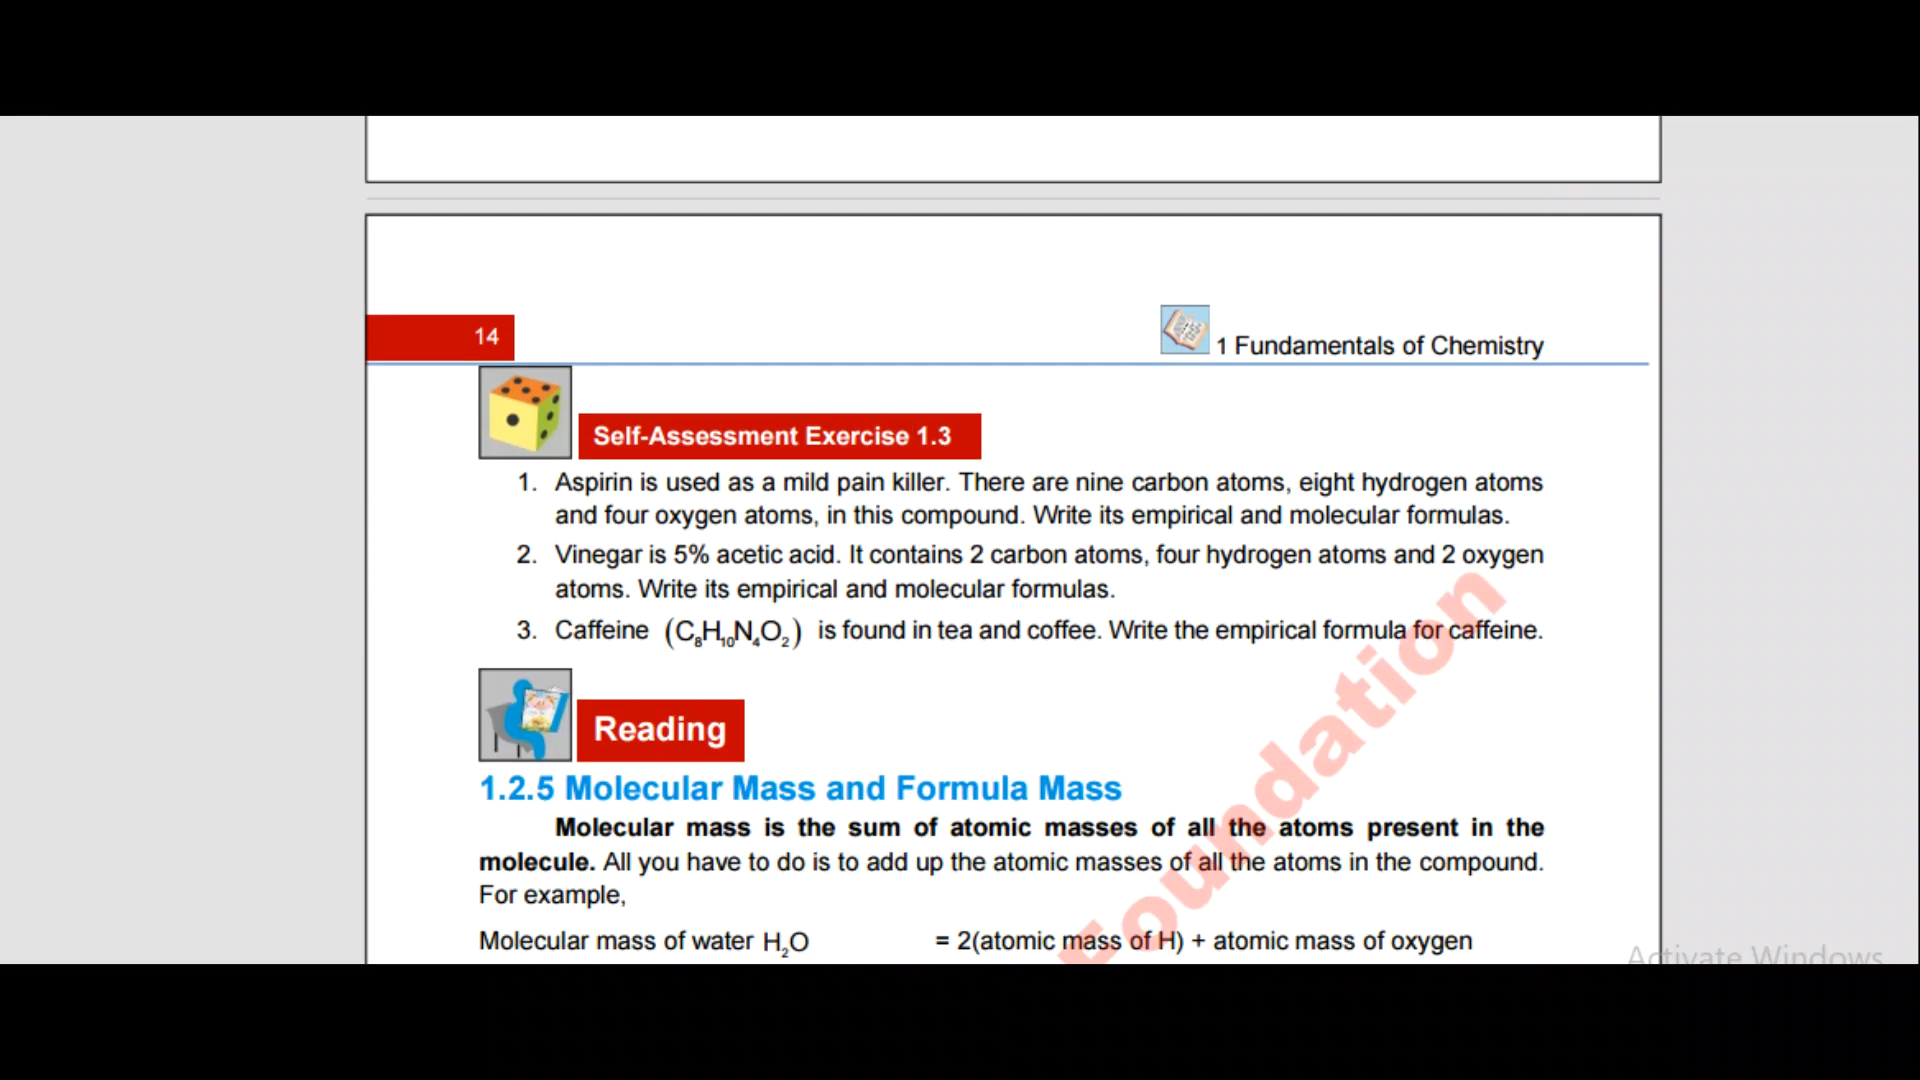 14
1 Fundamentals of Chemistry
Self-Assessment Exercise 1.3
1. Aspirin is used as a mild pain killer. There are nine carbon atoms, eight hydrogen atoms
and four oxygen atoms, in this compound. Write its empirical and molecular formulas.
2. Vinegar is 5% acetic acid. It contains 2 carbon atoms, four hydrogen atoms and 2 oxygen
atoms. Write its empirical and molecular formulas.
3. Caffeine (C₈H₁₀N₄O₂) is found in tea and coffee. Write the empirical formula for caffeine.
Reading
1.2.5 Molecular Mass and Formula Mass
Molecular mass is the sum of atomic masses of all the atoms present in the
molecule. All you have to do is to add up the atomic masses of all the atoms in the compound.
For example,
Molecular mass of water H₂O = 2(atomic mass of H) + atomic mass of oxygen
Foundation
Activate Windows